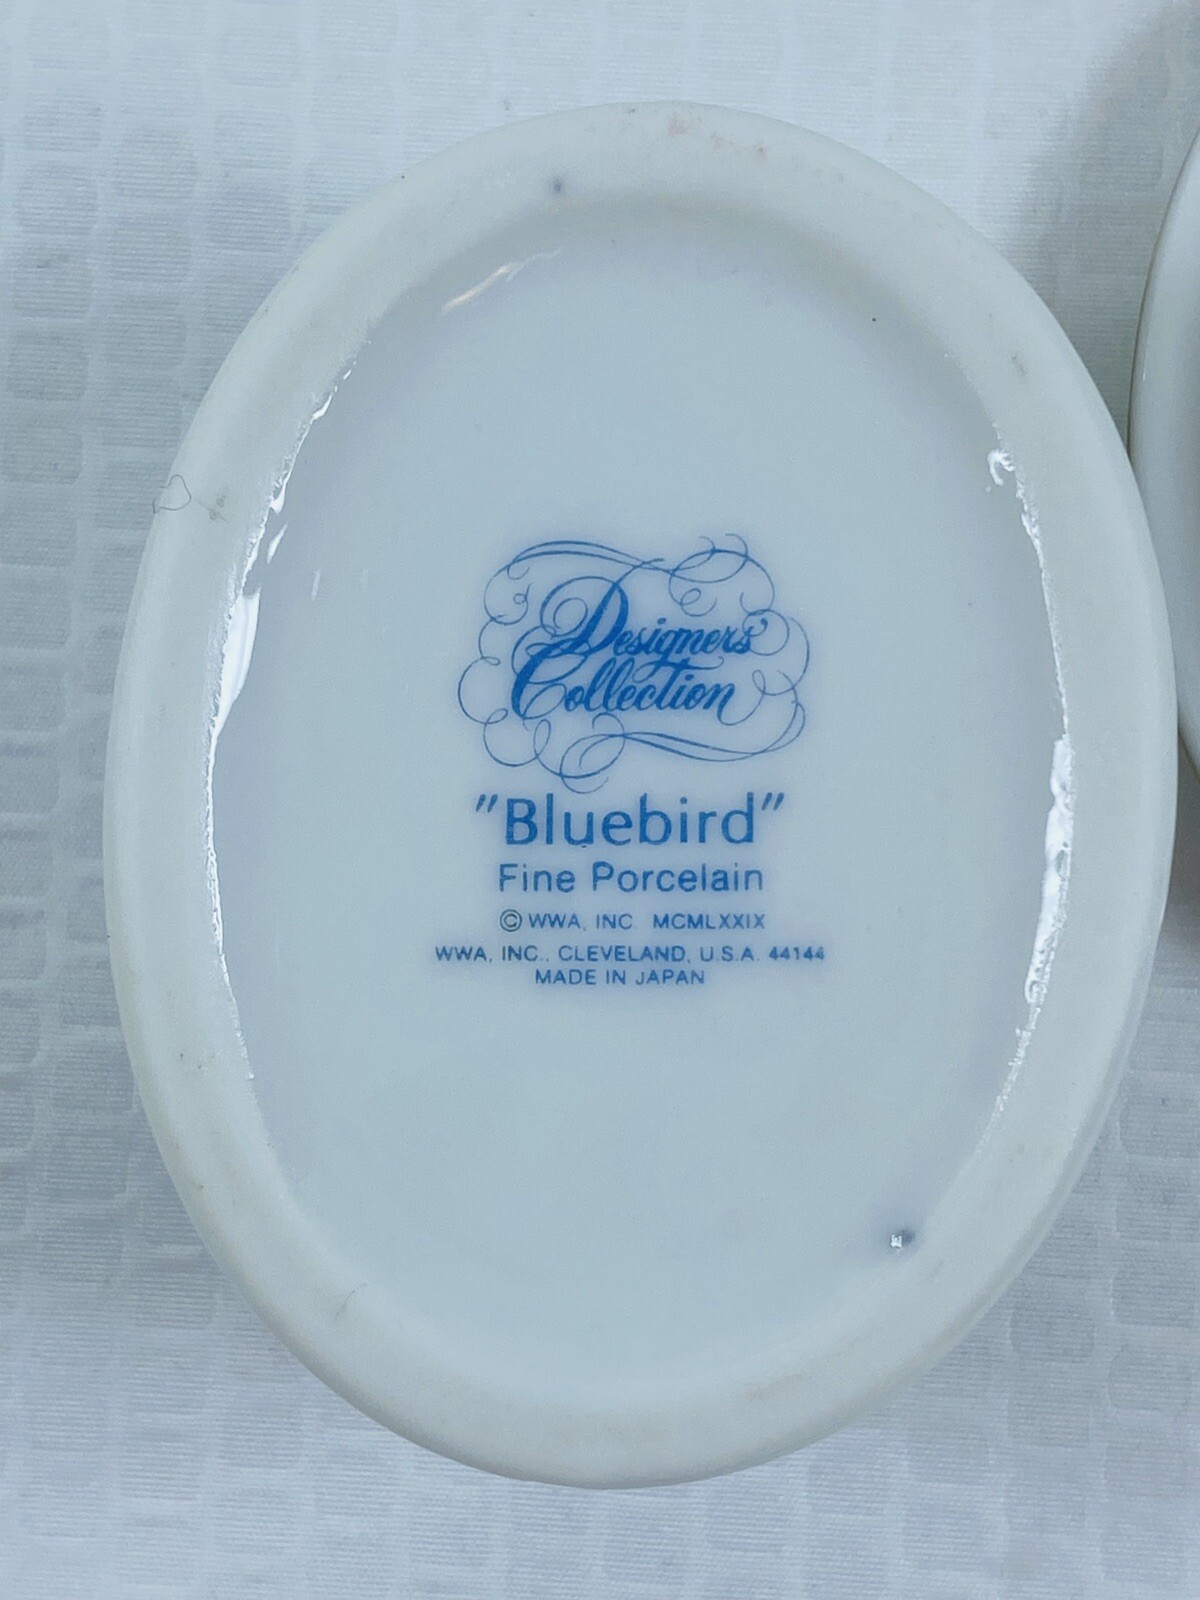 Designers'
Collection
"Bluebird"
Fine Porcelain
© WWA, INC. MCMLXXIX
WWA, INC., CLEVELAND, U.S.A. 44144
MADE IN JAPAN